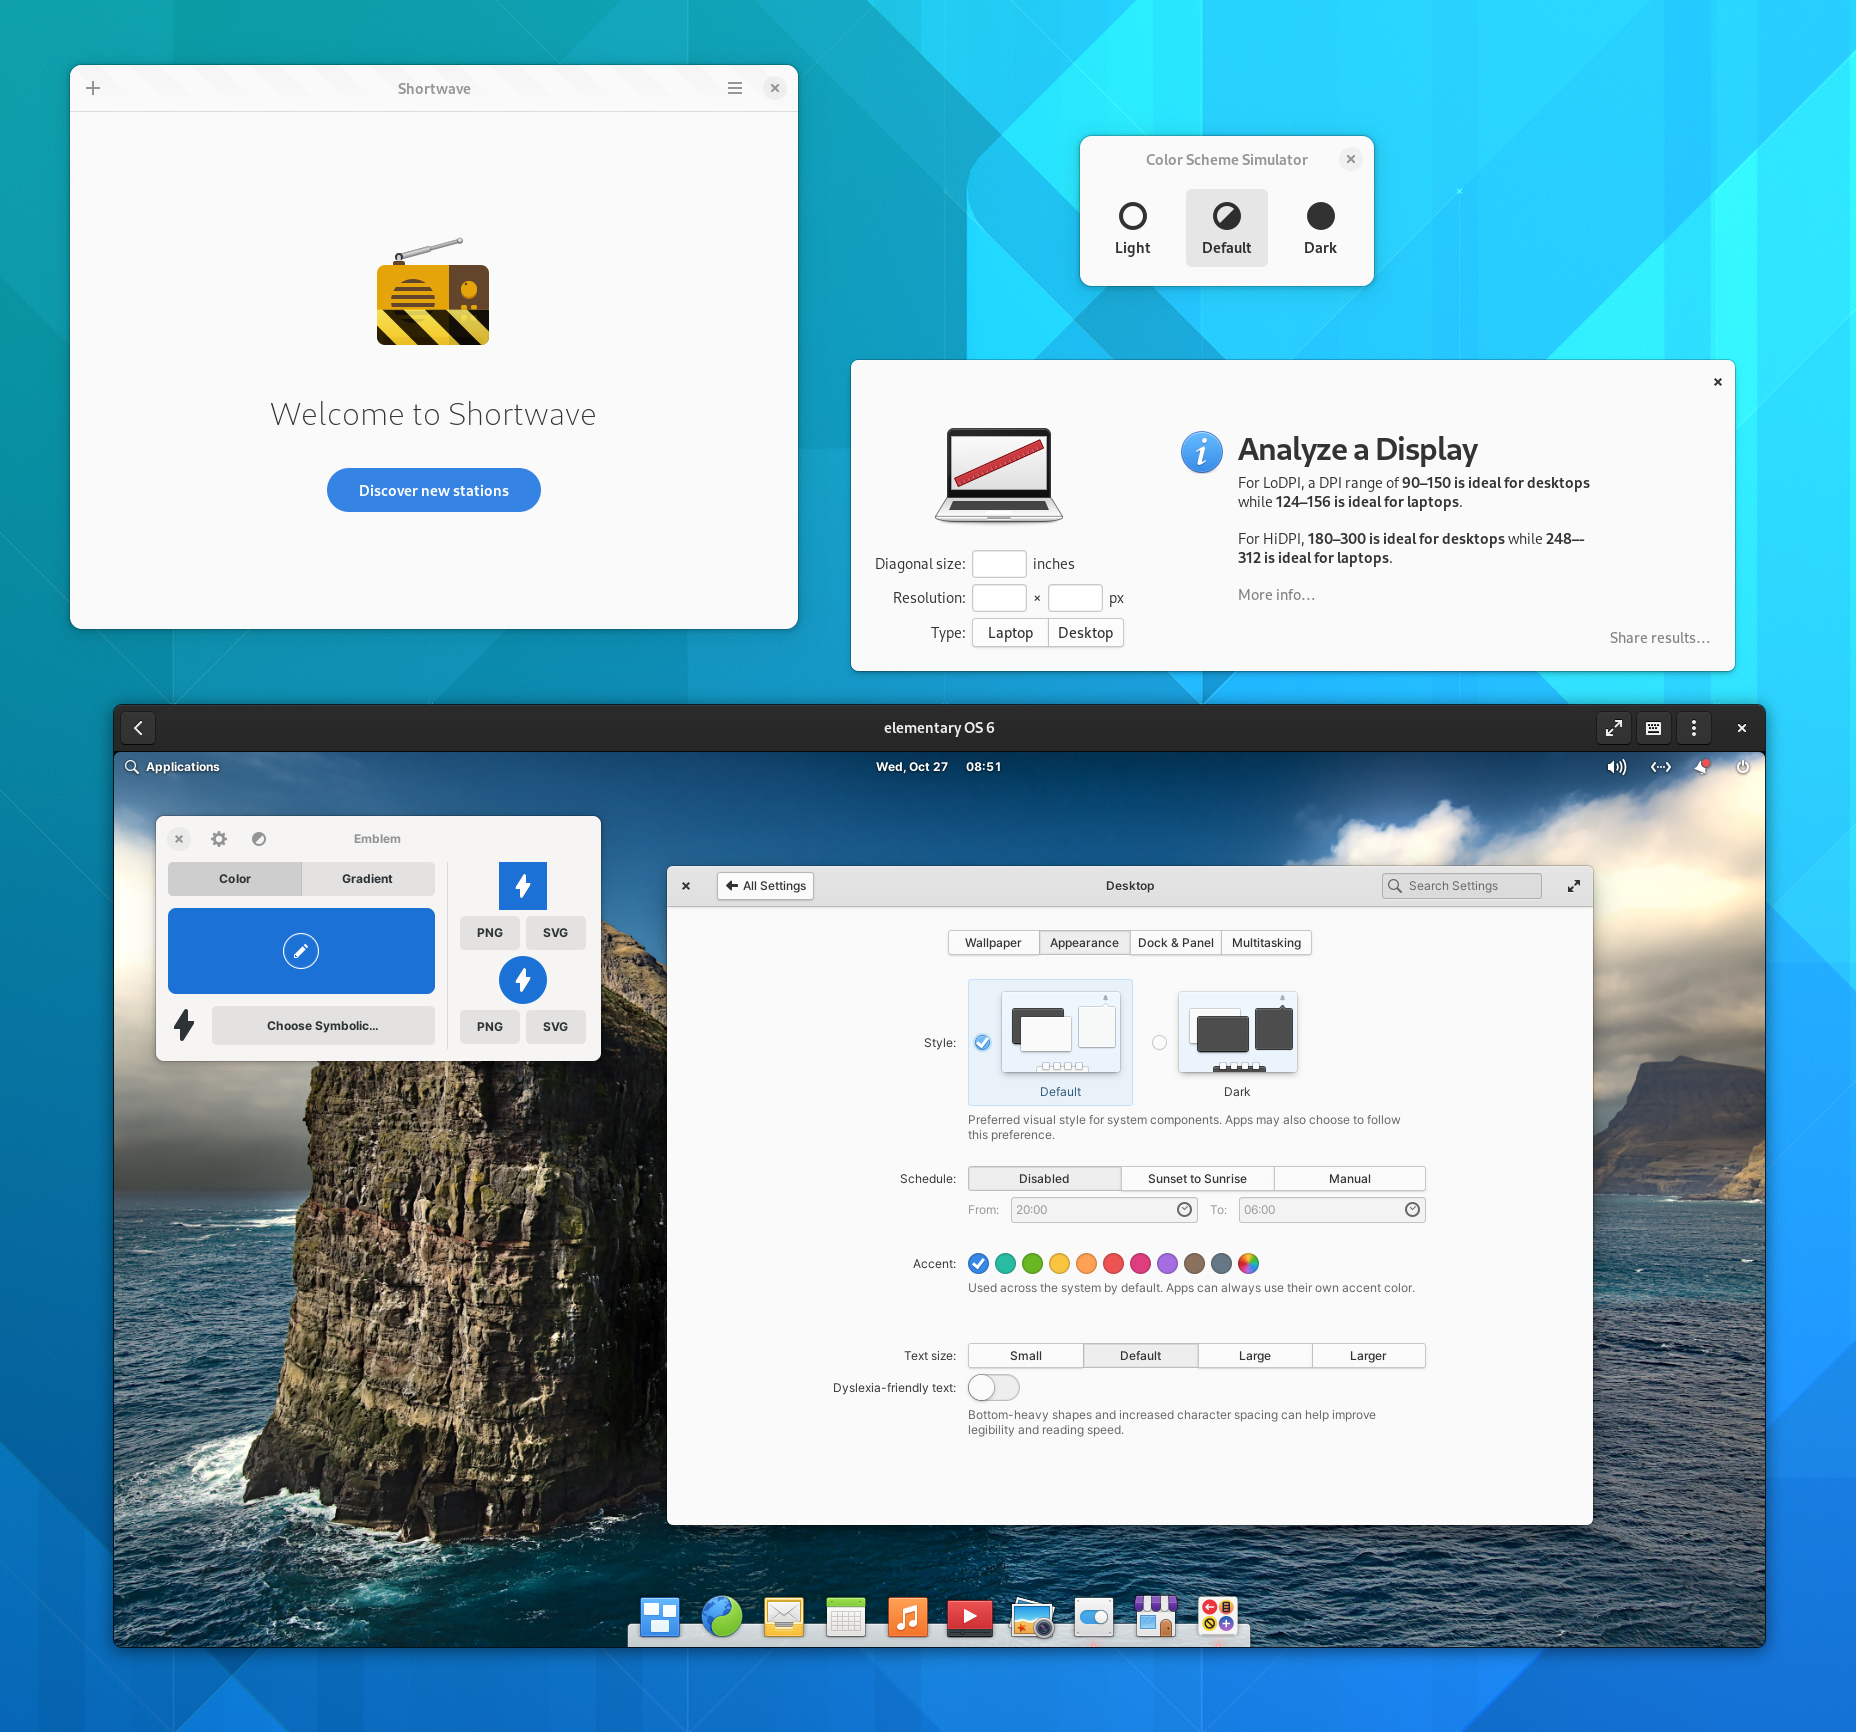 Shortwave
Welcome to Shortwave
Discover new stations
Color Scheme Simulator
Light
Default
Dark
Analyze a Display
For LoDPI, a DPI range of 90–150 is ideal for desktops
while 124–156 is ideal for laptops.
For HiDPI, 180–300 is ideal for desktops while 248–
312 is ideal for laptops.
More info…
Diagonal size: inches
Resolution: × px
Type: Laptop Desktop
Share results…
elementary OS 6
Applications
Wed, Oct 27 08:51
Emblem
Color
Gradient
PNG
SVG
PNG
SVG
Choose Symbolic…
All Settings
Desktop
Search Settings
Wallpaper
Appearance
Dock & Panel
Multitasking
Style:
Default
Dark
Preferred visual style for system components. Apps may also choose to follow
this preference.
Schedule: Disabled Sunset to Sunrise Manual
From: 20:00 To: 06:00
Accent:
Used across the system by default. Apps can always use their own accent color.
Text size: Small Default Large Larger
Dyslexia-friendly text:
Bottom-heavy shapes and increased character spacing can help improve
legibility and reading speed.